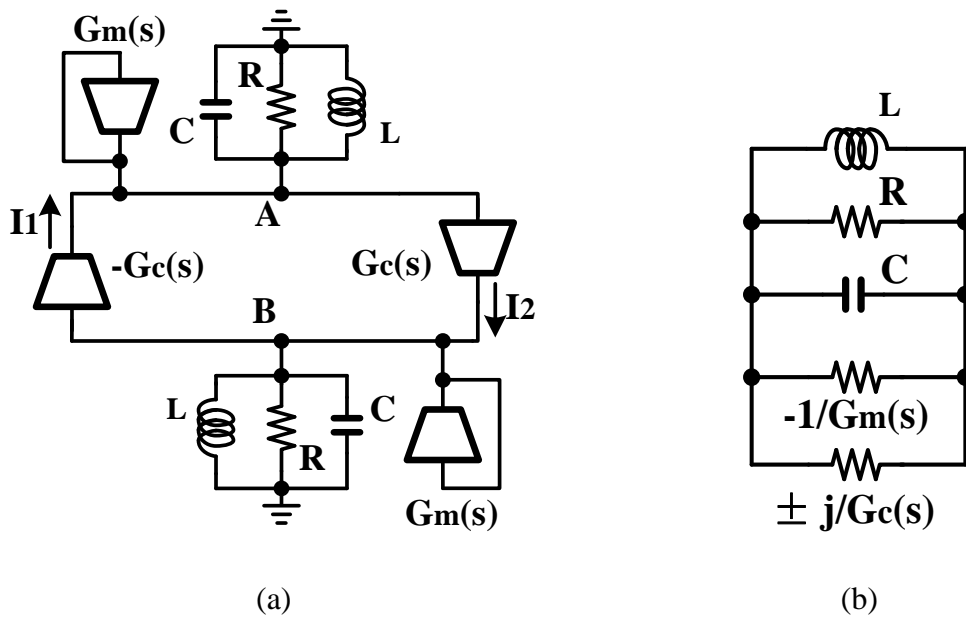 Gm(s)
R
C
L
I1
A
-Gc(s)
Gc(s)
B
I2
L
C
R
Gm(s)
(a)
L
R
C
-1/Gm(s)
± j/Gc(s)
(b)